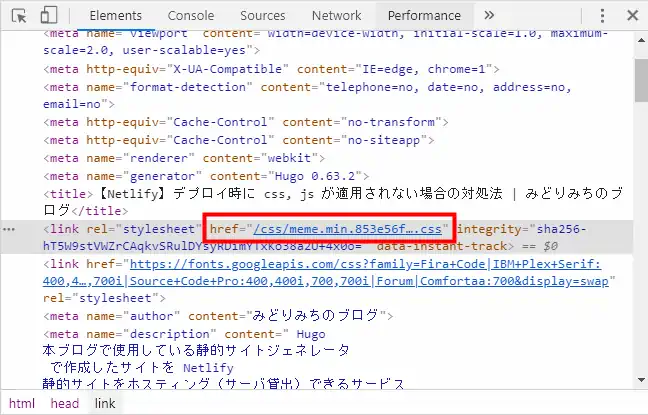 Elements Console Sources Network Performance »
<meta name="viewport" content="width=device-width, initial-scale=1.0, maximum-
scale=2.0, user-scalable=yes">
<meta http-equiv="X-UA-Compatible" content="IE=edge, chrome=1">
<meta name="format-detection" content="telephone=no, date=no, address=no,
email=no">
<meta http-equiv="Cache-Control" content="no-transform">
<meta http-equiv="Cache-Control" content="no-siteapp">
<meta name="renderer" content="webkit">
<meta name="generator" content="Hugo 0.63.2">
<title>【Netlify】デプロイ時に css, js が適用されない場合の対処法 | みどりみちのブ
ログ</title>
<link rel="stylesheet" href="/css/meme.min.853e56f….css" integrity="sha256-
data-instant-track> == $0
<link href="https://fonts.googleapis.com/css?family=Fira+Code|IBM+Plex+Serif:
400,4…,700i|Source+Code+Pro:400,400i,700,700i|Forum|Comfortaa:700&display=swap"
rel="stylesheet">
<meta name="author" content="みどりみちのブログ">
<meta name="description" content=" Hugo
本ブログで使用している静的サイトジェネレータ
で作成したサイトを Netlify
静的サイトをホスティング（サーバ貸出）できるサービス
html head link